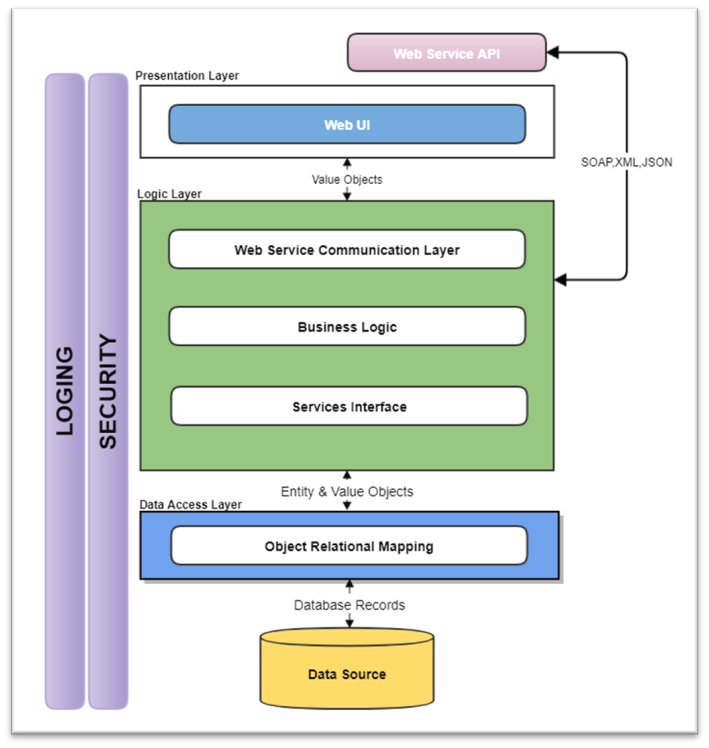 Web Service API
Presentation Layer
Web UI
SOAP,XML,JSON
Value Objects
Logic Layer
Web Service Communication Layer
Business Logic
Services Interface
LOGING
SECURITY
Entity & Value Objects
Data Access Layer
Object Relational Mapping
Database Records
Data Source